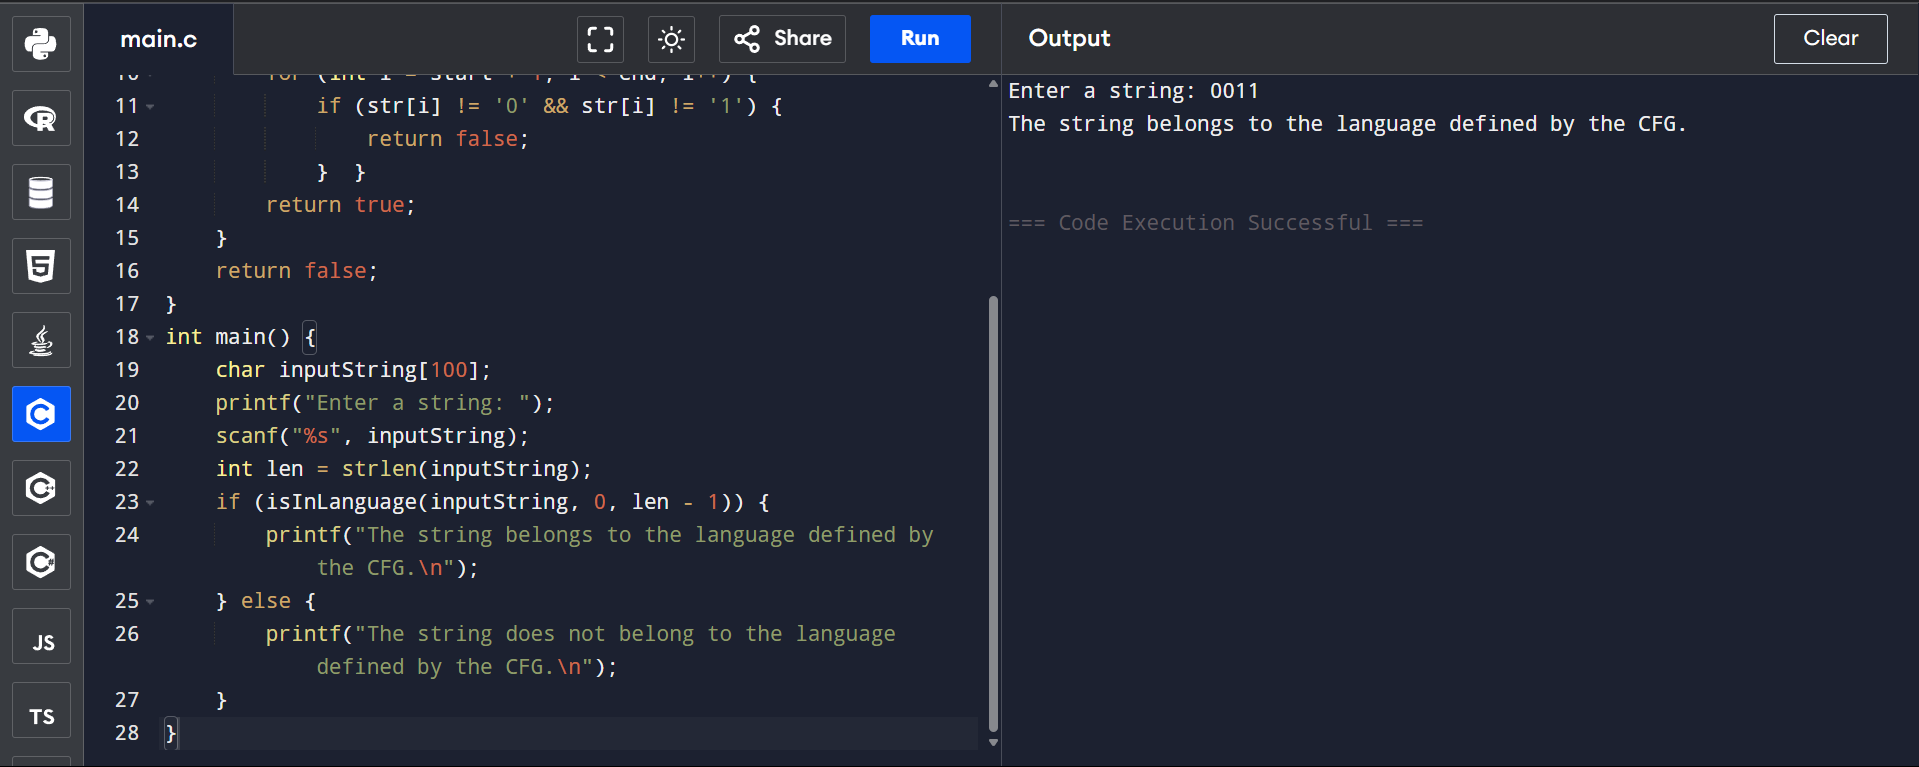 main.c
Share
Run
Output
Clear
for (int i = start + 1; i < end; i++) {
11 if (str[i] != '0' && str[i] != '1') {
12 return false;
13 } }
14 return true;
15 }
16 return false;
17 }
18 int main() {
19 char inputString[100];
20 printf("Enter a string: ");
21 scanf("%s", inputString);
22 int len = strlen(inputString);
23 if (isInLanguage(inputString, 0, len - 1)) {
24 printf("The string belongs to the language defined by
the CFG.\n");
25 } else {
26 printf("The string does not belong to the language
defined by the CFG.\n");
27 }
28 }
Enter a string: 0011
The string belongs to the language defined by the CFG.
=== Code Execution Successful ===
R
5
C
C++
C#
JS
TS